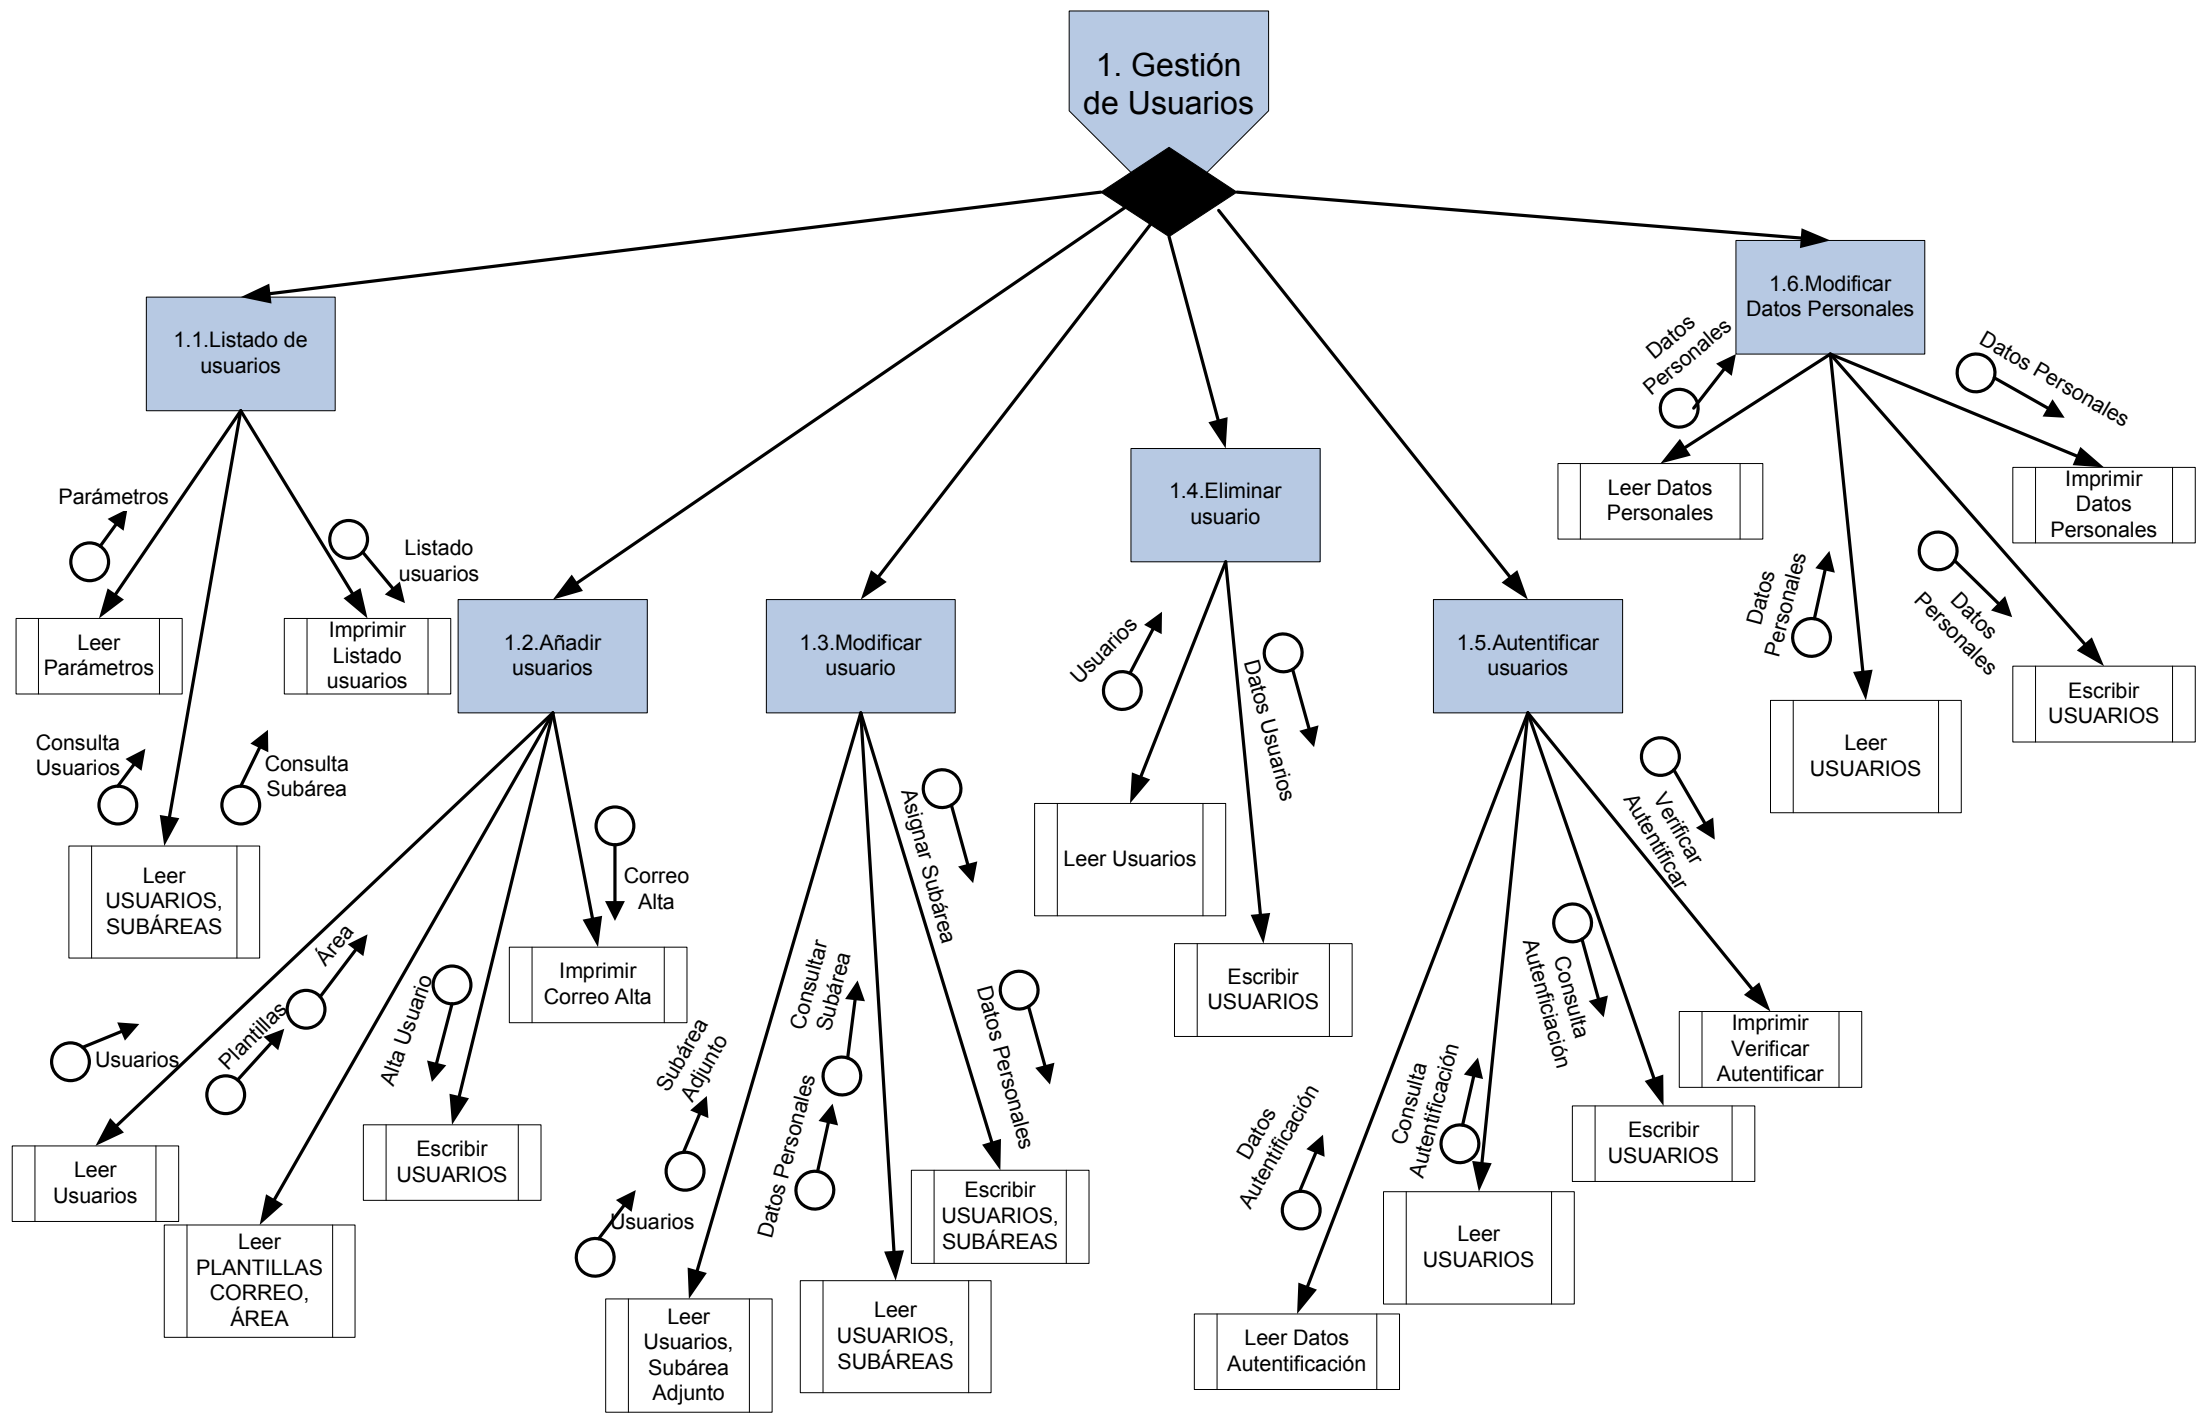 1. Gestión
de Usuarios
1.1.Listado de
usuarios
Parámetros
Listado
usuarios
Leer
Parámetros
Imprimir
Listado
usuarios
Consulta
Usuarios
Consulta
Subárea
Leer
USUARIOS,
SUBÁREAS
1.2.Añadir
usuarios
Usuarios
Plantillas
Área
Alta Usuario
Correo
Alta
Leer
Usuarios
Leer
PLANTILLAS
CORREO,
ÁREA
Escribir
USUARIOS
Imprimir
Correo Alta
1.3.Modificar
usuario
Usuarios
Subárea
Adjunto
Datos Personales
Consultar
Subárea
Asignar Subárea
Datos Personales
Leer
Usuarios,
Subárea
Adjunto
Leer
USUARIOS,
SUBÁREAS
Escribir
USUARIOS,
SUBÁREAS
1.4.Eliminar
usuario
Usuarios
Datos Usuarios
Leer Usuarios
Escribir
USUARIOS
1.5.Autentificar
usuarios
Datos
Autentificación
Consulta
Autentificación
Consulta
Autenficiación
Verificar
Autentificar
Leer Datos
Autentificación
Leer
USUARIOS
Escribir
USUARIOS
Imprimir
Verificar
Autentificar
1.6.Modificar
Datos Personales
Datos
Personales
Datos Personales
Datos
Personales
Datos
Personales
Leer Datos
Personales
Leer
USUARIOS
Escribir
USUARIOS
Imprimir
Datos
Personales